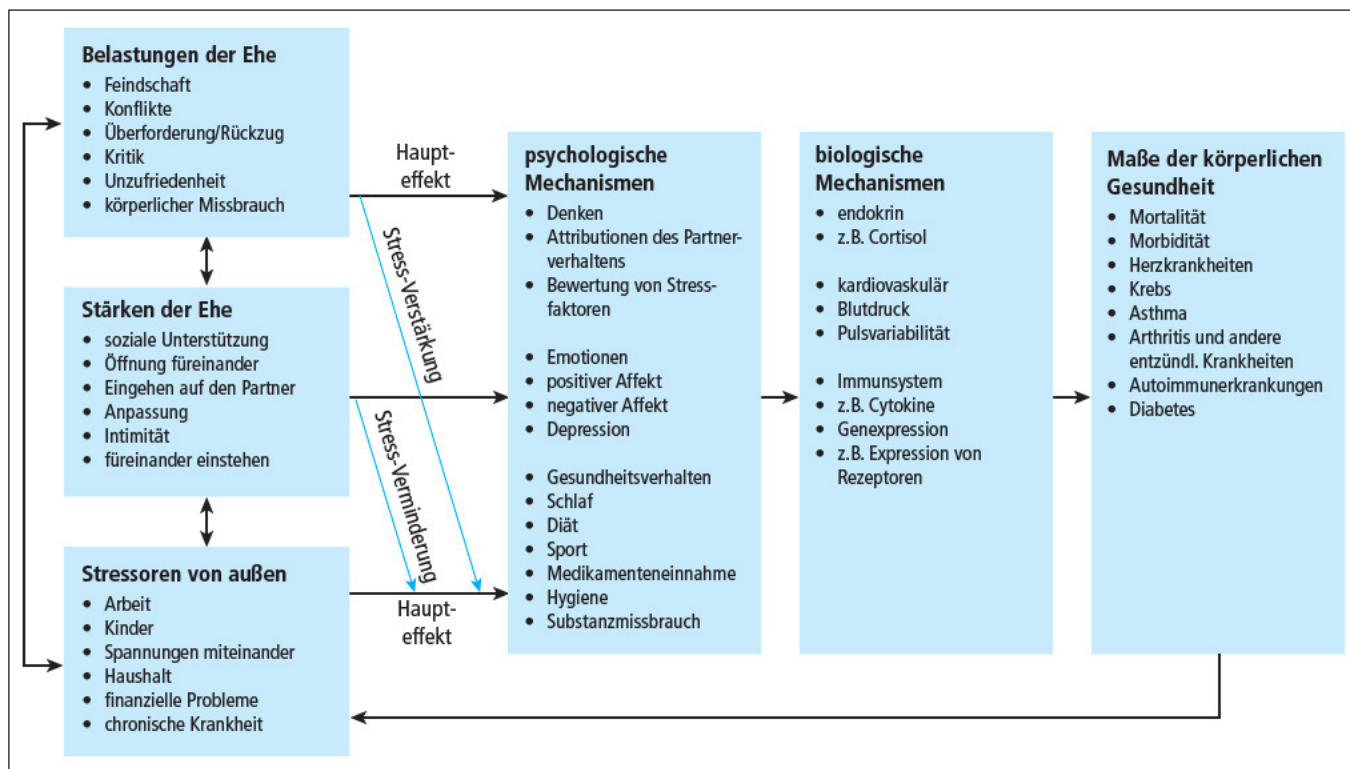 Belastungen der Ehe
• Feindschaft
• Konflikte
• Überforderung/Rückzug
• Kritik
• Unzufriedenheit
• körperlicher Missbrauch
Stärken der Ehe
• soziale Unterstützung
• Öffnung füreinander
• Eingehen auf den Partner
• Anpassung
• Intimität
• füreinander einstehen
Stressoren von außen
• Arbeit
• Kinder
• Spannungen miteinander
• Haushalt
• finanzielle Probleme
• chronische Krankheit
Haupt-
effekt
Stress-Verstärkung
Stress-Verminderung
Haupt-
effekt
psychologische
Mechanismen
• Denken
• Attributionen des Partner-
verhaltens
• Bewertung von Stress-
faktoren
• Emotionen
• positiver Affekt
• negativer Affekt
• Depression
• Gesundheitsverhalten
• Schlaf
• Diät
• Sport
• Medikamenteneinnahme
• Hygiene
• Substanzmissbrauch
biologische
Mechanismen
• endokrin
• z.B. Cortisol
• kardiovaskulär
• Blutdruck
• Pulsvariabilität
• Immunsystem
• z.B. Cytokine
• Genexpression
• z.B. Expression von
Rezeptoren
Maße der körperlichen
Gesundheit
• Mortalität
• Morbidität
• Herzkrankheiten
• Krebs
• Asthma
• Arthritis und andere
entzündl. Krankheiten
• Autoimmunerkrankungen
• Diabetes